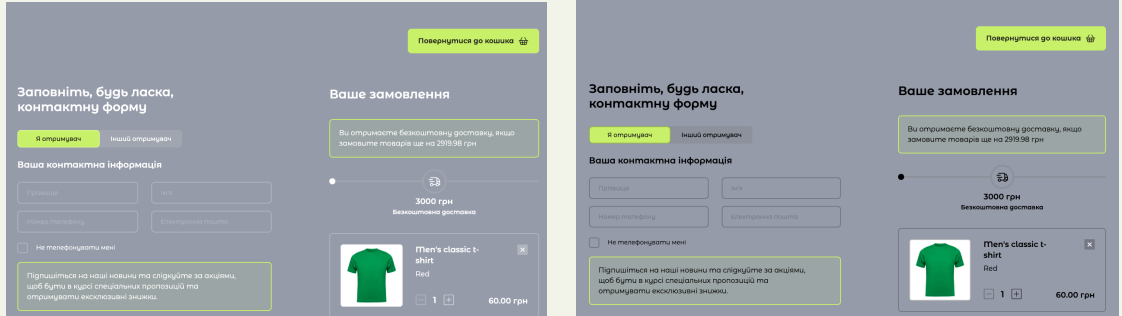 Повернутися до кошика
Заповніть, будь ласка,
контактну форму
Я отримувач
Інший отримувач
Ваша контактна інформація
Прізвище
Ім'я
Номер телефону
Електронна пошта
Не телефонувати мені
Підпишіться на наші новини та слідкуйте за акціями,
щоб бути в курсі спеціальних пропозицій та
отримувати ексклюзивні знижки.
Ваше замовлення
Ви отримаєте безкоштовну доставку, якщо
замовите товарів ще на 2919.98 грн
3000 грн
Безкоштовна доставка
Men's classic t-
shirt
Red
1
60.00 грн
Повернутися до кошика
Заповніть, будь ласка,
контактну форму
Я отримувач
Інший отримувач
Ваша контактна інформація
Прізвище
Ім'я
Номер телефону
Електронна пошта
Не телефонувати мені
Підпишіться на наші новини та слідкуйте за акціями,
щоб бути в курсі спеціальних пропозицій та
отримувати ексклюзивні знижки.
Ваше замовлення
Ви отримаєте безкоштовну доставку, якщо
замовите товарів ще на 2919.98 грн
3000 грн
Безкоштовна доставка
Men's classic t-
shirt
Red
1
60.00 грн